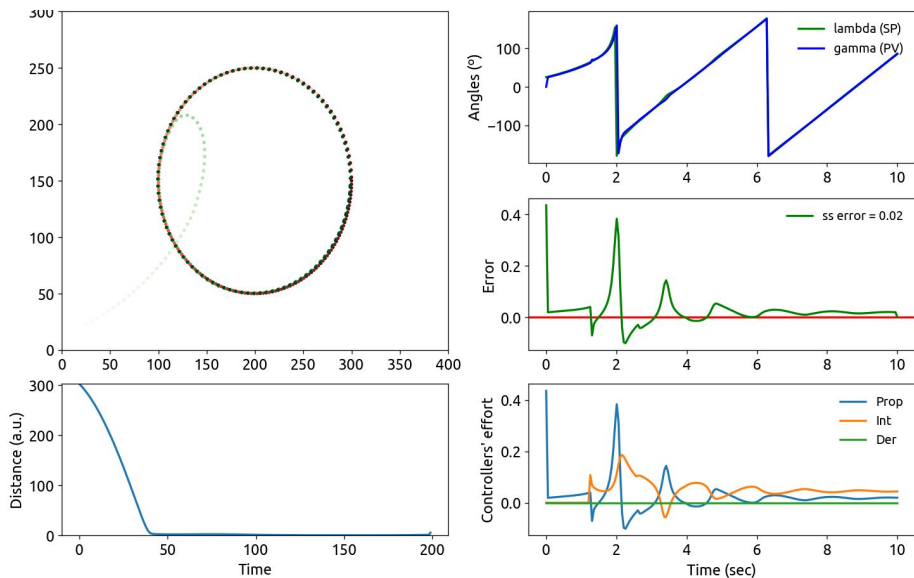 300
250
200
150
100
50
0
0 50 100 150 200 250 300 350 400
300
200
100
0
Distance (a.u.)
0 50 100 150 200
Time
100
0
−100
Angles (°)
lambda (SP)
gamma (PV)
0 2 4 6 8 10
0.4
0.2
0.0
Error
ss error = 0.02
0 2 4 6 8 10
0.4
0.2
0.0
Controllers' effort
Prop
Int
Der
0 2 4 6 8 10
Time (sec)